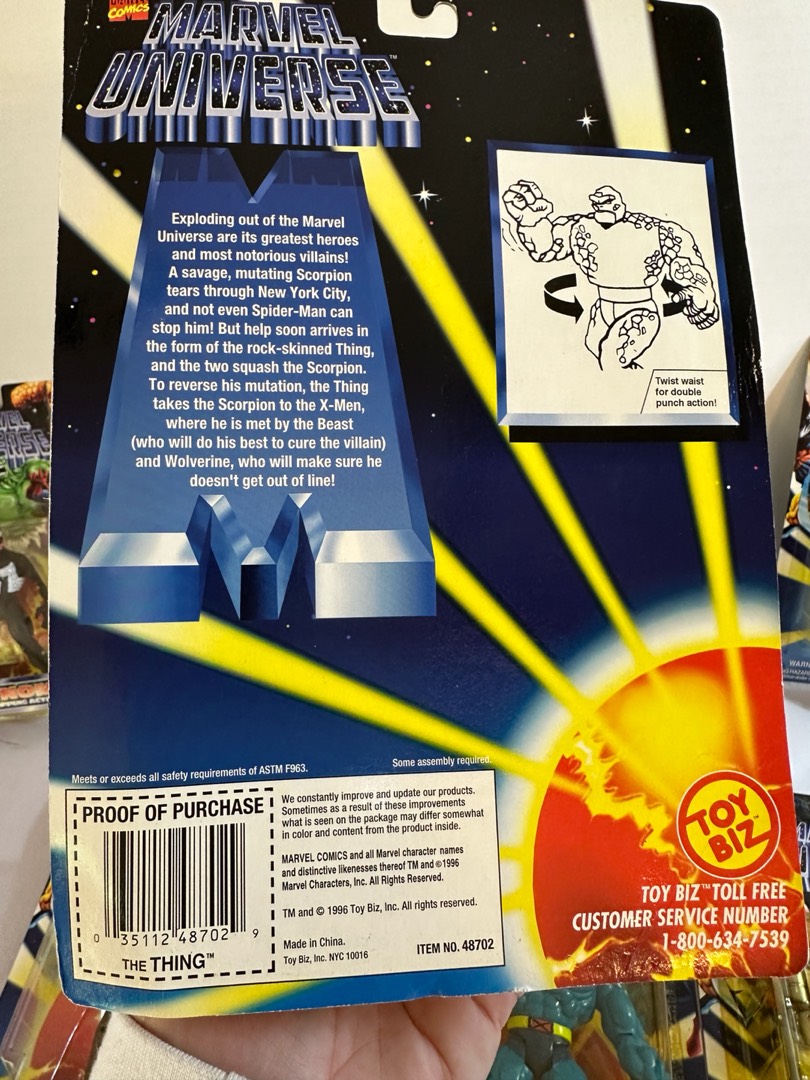 MARVEL
COMICS
MARVEL
UNIVERSE™
Exploding out of the Marvel
Universe are its greatest heroes
and most notorious villains!
A savage, mutating Scorpion
tears through New York City,
and not even Spider-Man can
stop him! But help soon arrives in
the form of the rock-skinned Thing,
and the two squash the Scorpion.
To reverse his mutation, the Thing
takes the Scorpion to the X-Men,
where he is met by the Beast
(who will do his best to cure the villain)
and Wolverine, who will make sure he
doesn't get out of line!
Twist waist
for double
punch action!
Meets or exceeds all safety requirements of ASTM F963.
Some assembly required.
PROOF OF PURCHASE
0 35112 48702 9
THE THING™
We constantly improve and update our products.
Sometimes as a result of these improvements
what is seen on the package may differ somewhat
in color and content from the product inside.
MARVEL COMICS and all Marvel character names
and distinctive likenesses thereof TM and ©1996
Marvel Characters, Inc. All Rights Reserved.
TM and © 1996 Toy Biz, Inc. All rights reserved.
Made in China.
Toy Biz, Inc. NYC 10016
ITEM NO. 48702
TOY
BIZ™
TOY BIZ™ TOLL FREE
CUSTOMER SERVICE NUMBER
1-800-634-7539